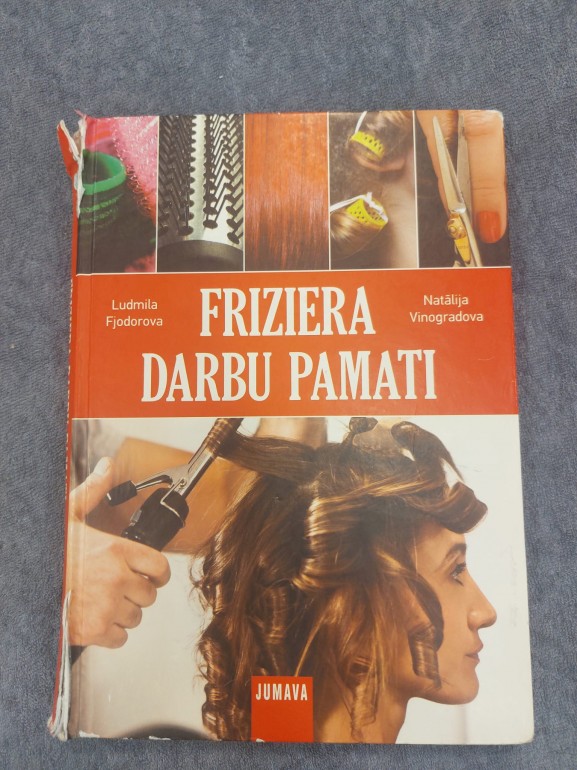 Ludmila
Fjodorova
FRIZIERA
DARBU PAMATI
Natālija
Vinogradova
JUMAVA